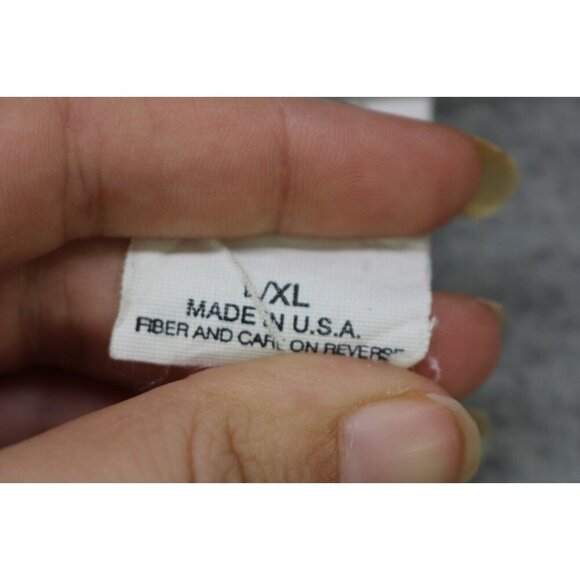 L/XL
MADE IN U.S.A.
FIBER AND CARE ON REVERSE